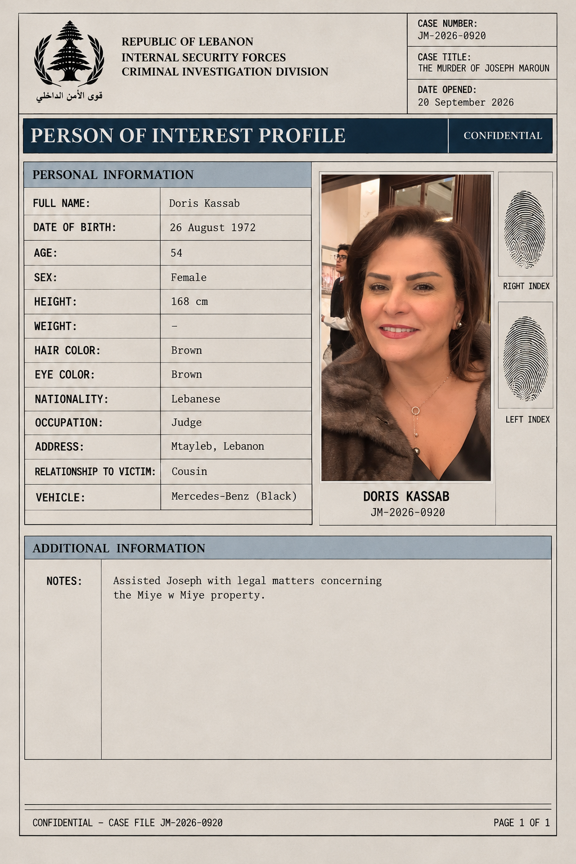 قوى الأمن الداخلي
REPUBLIC OF LEBANON
INTERNAL SECURITY FORCES
CRIMINAL INVESTIGATION DIVISION
CASE NUMBER:
JM-2026-0920
CASE TITLE:
THE MURDER OF JOSEPH MAROUN
DATE OPENED:
20 September 2026
PERSON OF INTEREST PROFILE
CONFIDENTIAL
PERSONAL INFORMATION
FULL NAME: Doris Kassab
DATE OF BIRTH: 26 August 1972
AGE: 54
SEX: Female
HEIGHT: 168 cm
WEIGHT: –
HAIR COLOR: Brown
EYE COLOR: Brown
NATIONALITY: Lebanese
OCCUPATION: Judge
ADDRESS: Mtayleb, Lebanon
RELATIONSHIP TO VICTIM: Cousin
VEHICLE: Mercedes-Benz (Black)
DORIS KASSAB
JM-2026-0920
RIGHT INDEX
LEFT INDEX
ADDITIONAL INFORMATION
NOTES: Assisted Joseph with legal matters concerning
the Miye w Miye property.
CONFIDENTIAL – CASE FILE JM-2026-0920
PAGE 1 OF 1